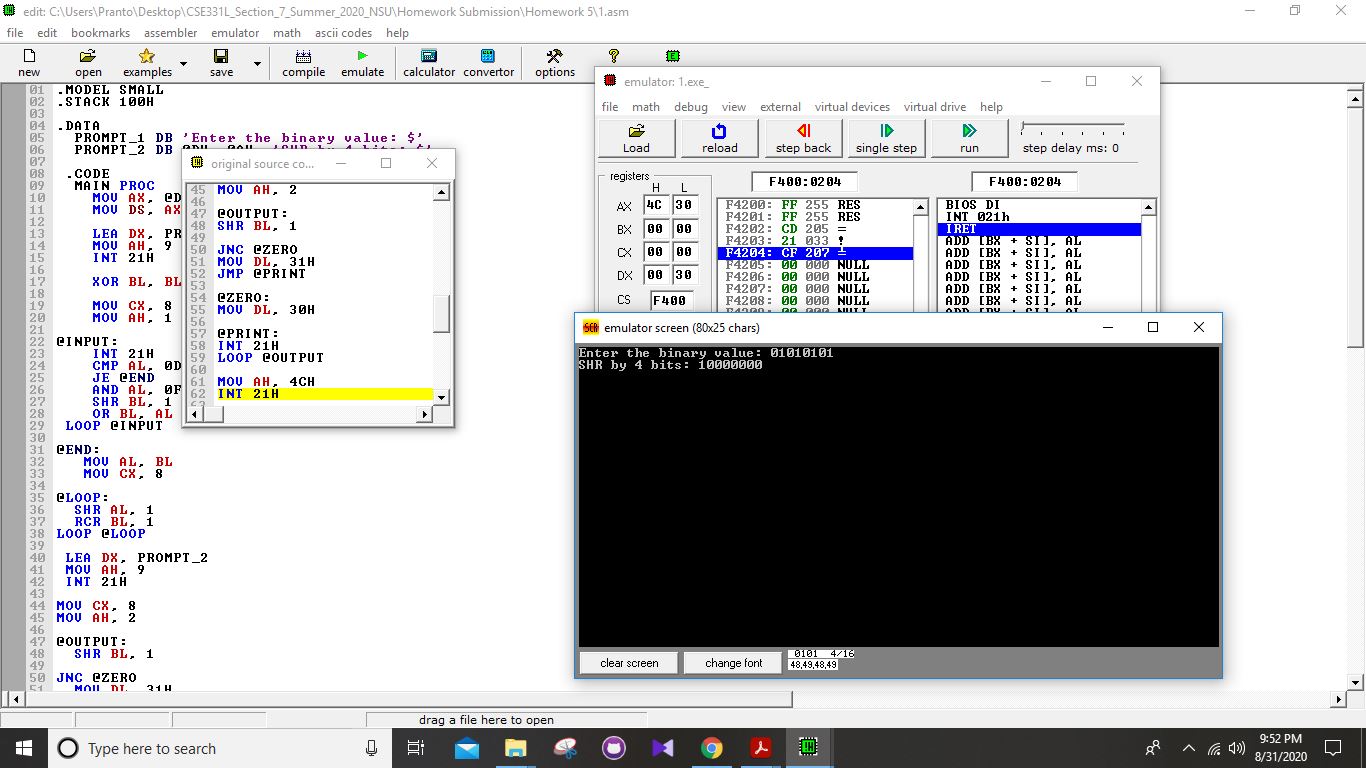 edit: C:\Users\Pranto\Desktop\CSE331L_Section_7_Summer_2020_NSU\Homework Submission\Homework 5\1.asm
file edit bookmarks assembler emulator math ascii codes help
new open examples save compile emulate calculator convertor options
01 .MODEL SMALL
02 .STACK 100H
03
04 .DATA
05 PROMPT_1 DB 'Enter the binary value: $'
06 PROMPT_2 DB
07
08 .CODE
09 MAIN PROC
10 MOV AX, @D
11 MOV DS, AX
12
13 LEA DX, PR
14 MOV AH, 9
15 INT 21H
16
17 XOR BL, BL
18
19 MOV CX, 8
20 MOV AH, 1
21
22 @INPUT:
23 INT 21H
24 CMP AL, 0D
25 JE @END
26 AND AL, 0F
27 SHR BL, 1
28 OR BL, AL
29 LOOP @INPUT
30
31 @END:
32 MOV AL, BL
33 MOV CX, 8
34
35 @LOOP:
36 SHR AL, 1
37 RCR BL, 1
38 LOOP @LOOP
39
40 LEA DX, PROMPT_2
41 MOV AH, 9
42 INT 21H
43
44 MOV CX, 8
45 MOV AH, 2
46
47 @OUTPUT:
48 SHR BL, 1
49
50 JNC @ZERO
51 MOV DL, 31H
original source co...
45 MOV AH, 2
46
47 @OUTPUT:
48 SHR BL, 1
49
50 JNC @ZERO
51 MOV DL, 31H
52 JMP @PRINT
53
54 @ZERO:
55 MOV DL, 30H
56
57 @PRINT:
58 INT 21H
59 LOOP @OUTPUT
60
61 MOV AH, 4CH
62 INT 21H
emulator: 1.exe_
file math debug view external virtual devices virtual drive help
Load reload step back single step run step delay ms: 0
registers F400:0204 F400:0204
H L
AX 4C 30
BX 00 00
CX 00 00
DX 00 30
CS F400
F4200: FF 255 RES
F4201: FF 255 RES
F4202: CD 205 =
F4203: 21 033 !
F4204: CF 207 ╧
F4205: 00 000 NULL
F4206: 00 000 NULL
F4207: 00 000 NULL
F4208: 00 000 NULL
BIOS DI
INT 021h
IRET
ADD [BX + SI], AL
ADD [BX + SI], AL
ADD [BX + SI], AL
ADD [BX + SI], AL
ADD [BX + SI], AL
ADD [BX + SI], AL
ADD [BX + SI], AL
emulator screen (80x25 chars)
Enter the binary value: 01010101
SHR by 4 bits: 10000000
clear screen change font
0101 4/16
48,49,48,49
drag a file here to open
Type here to search
9:52 PM
8/31/2020